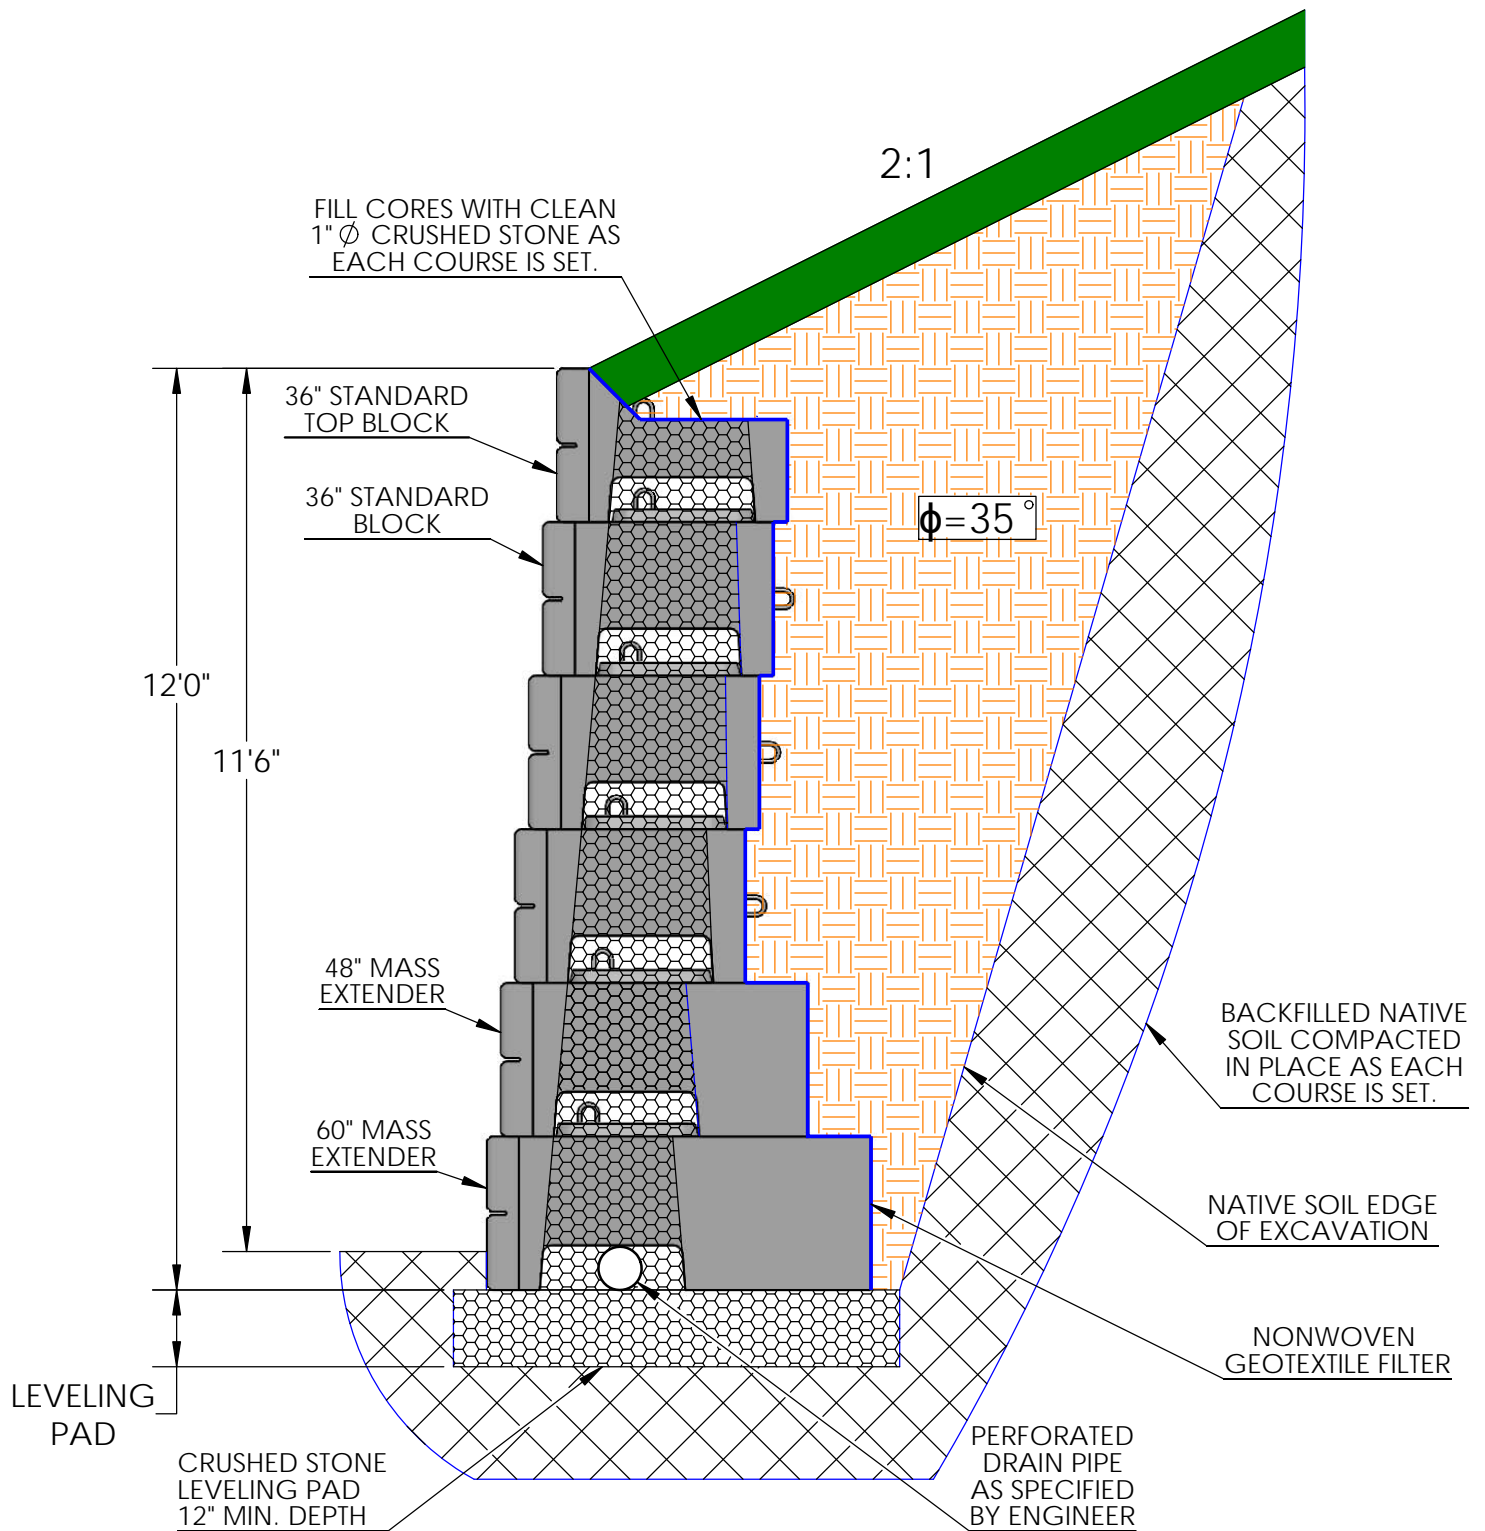 2:1
FILL CORES WITH CLEAN
1" Ø CRUSHED STONE AS
EACH COURSE IS SET.
36" STANDARD
TOP BLOCK
36" STANDARD
BLOCK
ϕ=35°
12'0"
11'6"
48" MASS
EXTENDER
60" MASS
EXTENDER
BACKFILLED NATIVE
SOIL COMPACTED
IN PLACE AS EACH
COURSE IS SET.
NATIVE SOIL EDGE
OF EXCAVATION
NONWOVEN
GEOTEXTILE FILTER
LEVELING
PAD
CRUSHED STONE
LEVELING PAD
12" MIN. DEPTH
PERFORATED
DRAIN PIPE
AS SPECIFIED
BY ENGINEER